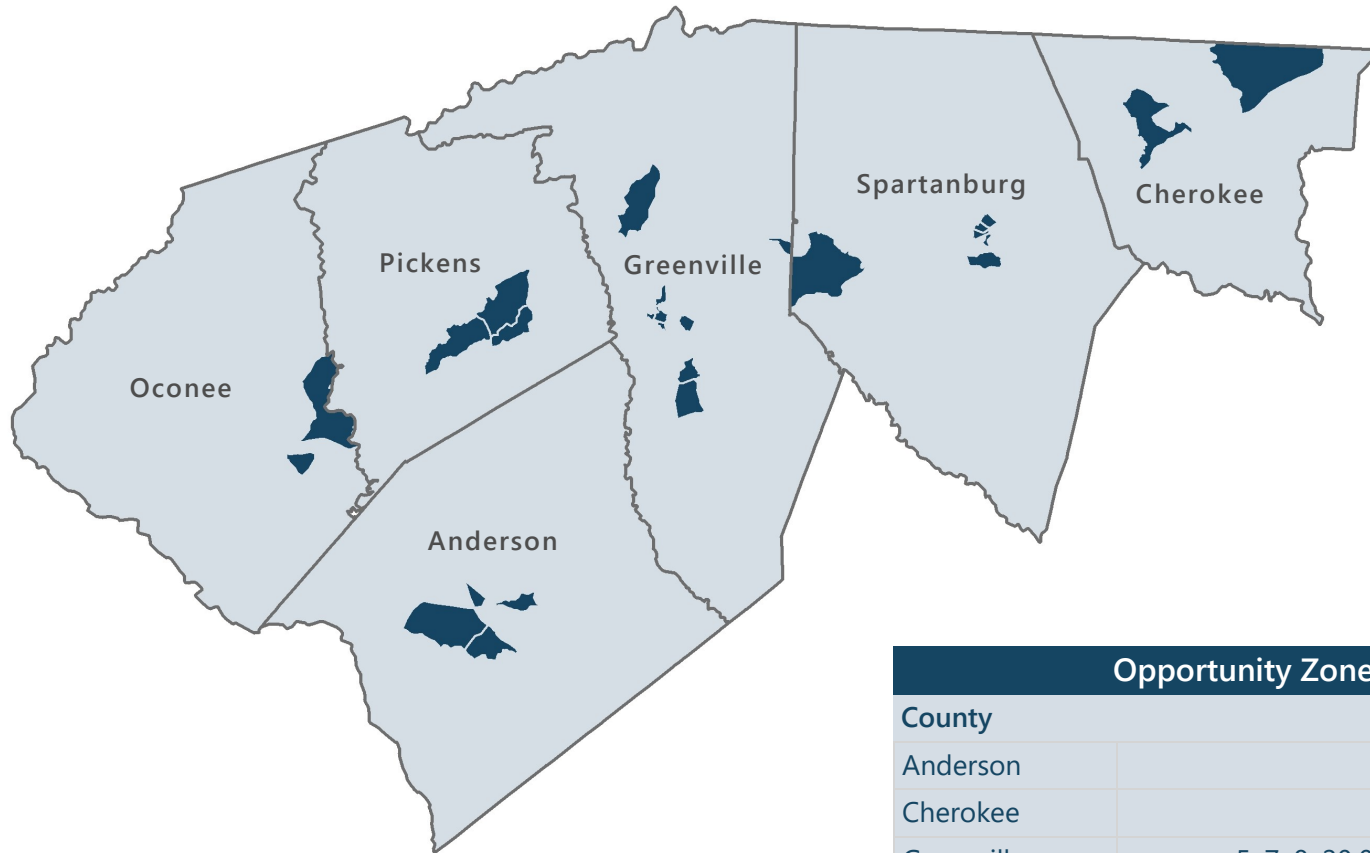 Spartanburg
Cherokee
Pickens
Greenville
Oconee
Anderson
Opportunity Zone
County
Anderson
Cherokee